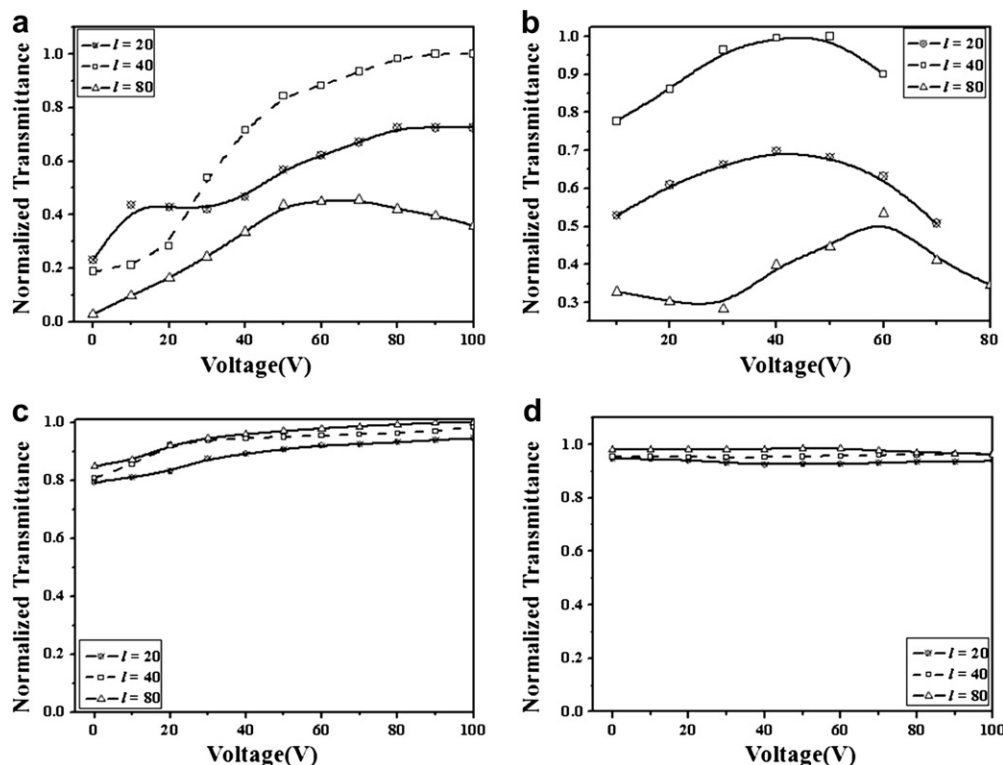 a
l = 20
l = 40
l = 80
Normalized Transmittance
1.0
0.8
0.6
0.4
0.2
0.0
0 20 40 60 80 100
Voltage(V)
b
l = 20
l = 40
l = 80
Normalized Transmittance
1.0
0.9
0.8
0.7
0.6
0.5
0.4
0.3
20 40 60 80
Voltage(V)
c
Normalized Transmittance
1.0
0.8
0.6
0.4
0.2
0.0
l = 20
l = 40
l = 80
0 20 40 60 80 100
Voltage(V)
d
Normalized Transmittance
1.0
0.8
0.6
0.4
0.2
0.0
l = 20
l = 40
l = 80
0 20 40 60 80 100
Voltage(V)